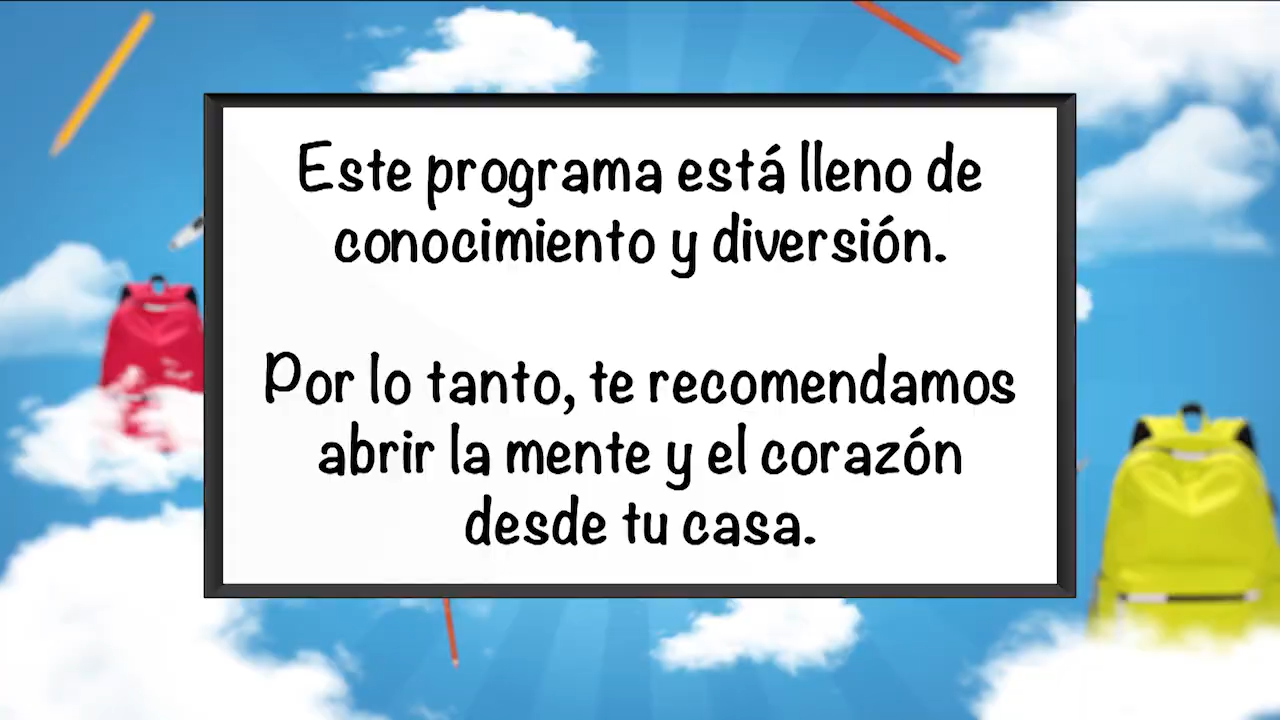 Este programa está lleno de
conocimiento y diversión.
Por lo tanto, te recomendamos
abrir la mente y el corazón
desde tu casa.